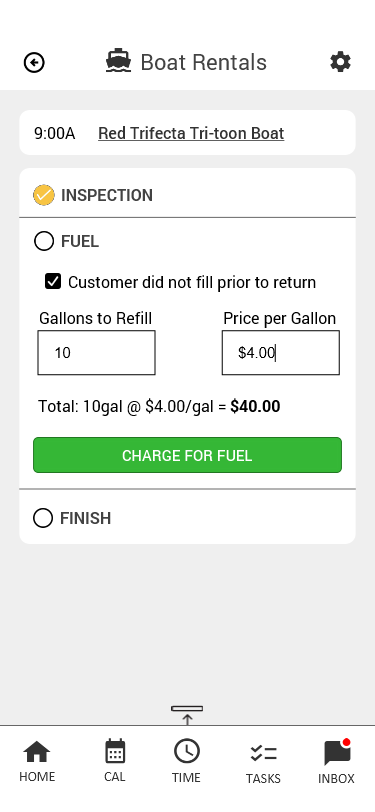 Boat Rentals
9:00A Red Trifecta Tri-toon Boat
INSPECTION
FUEL
Customer did not fill prior to return
Gallons to Refill Price per Gallon
10 $4.00
Total: 10gal @ $4.00/gal = $40.00
CHARGE FOR FUEL
FINISH
HOME CAL TIME TASKS INBOX